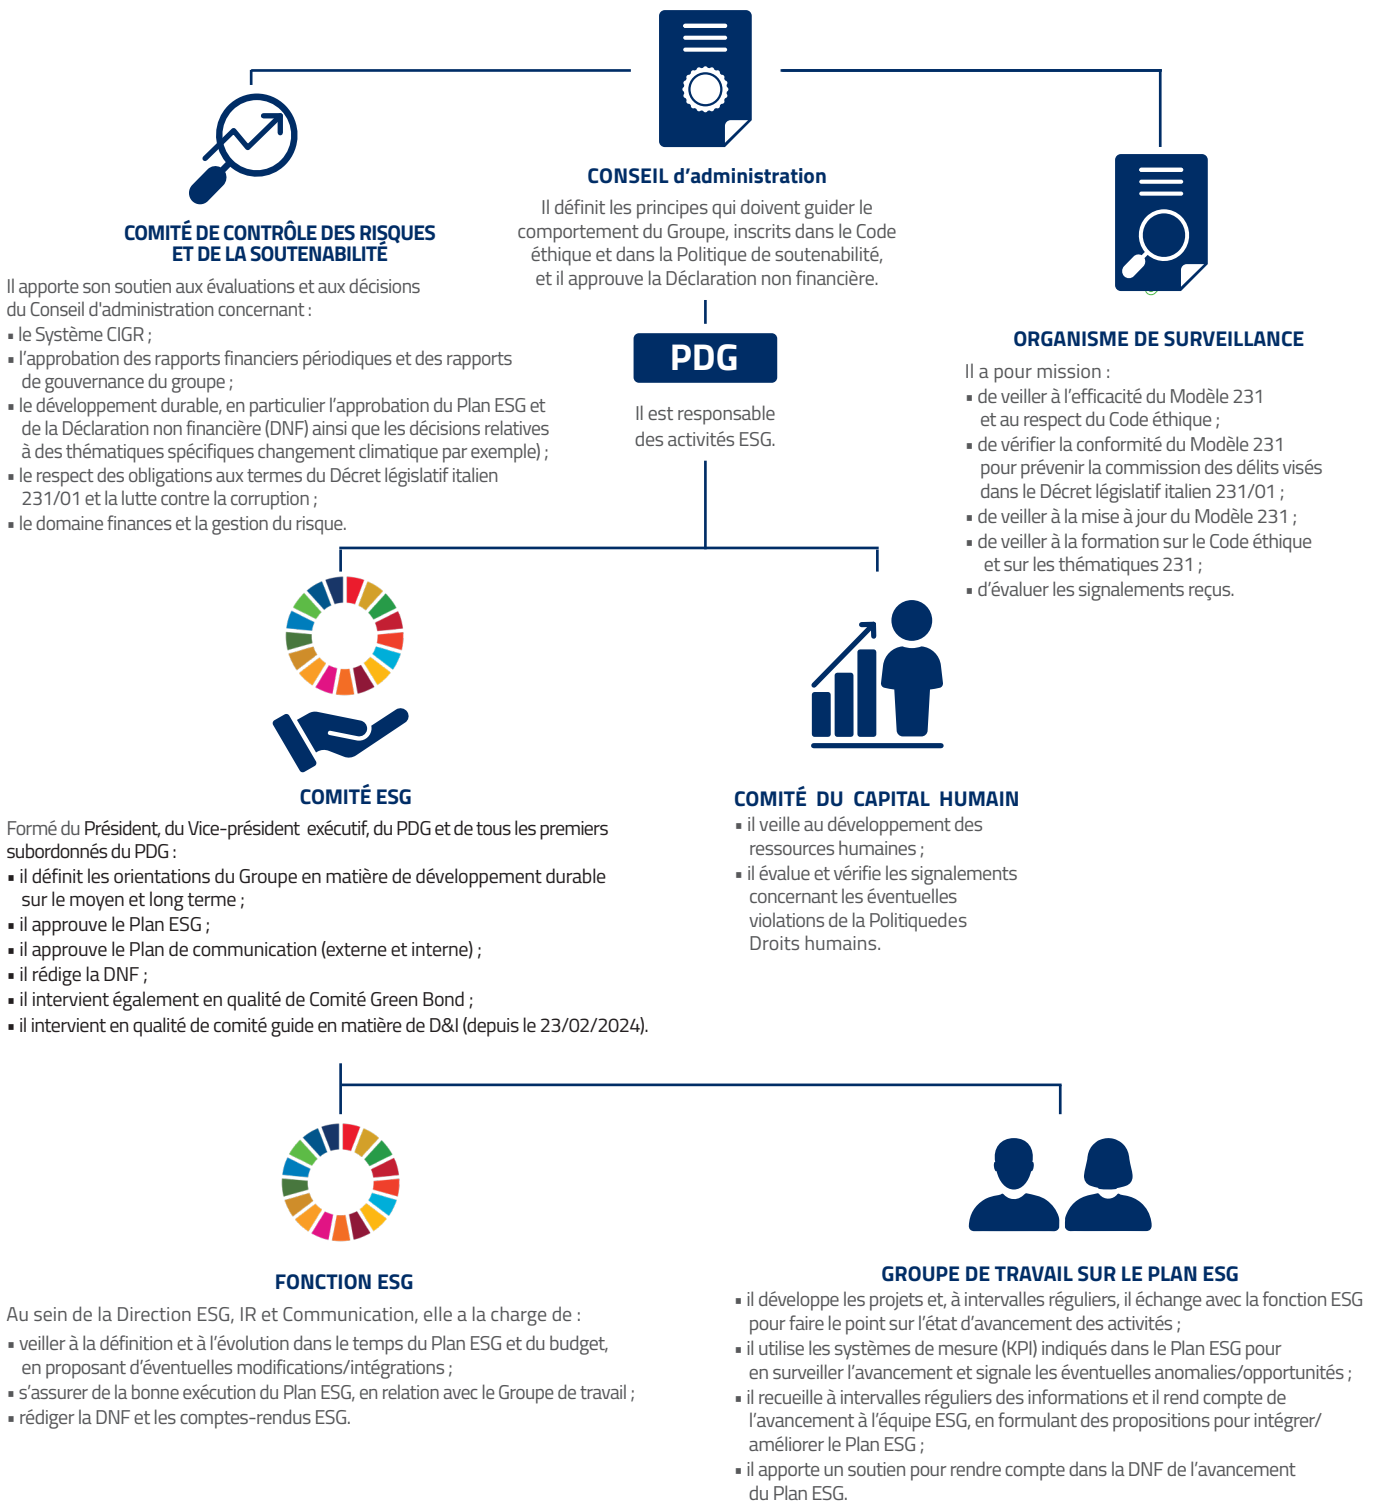 CONSEIL d’administration
Il définit les principes qui doivent guider le
comportement du Groupe, inscrits dans le Code
éthique et dans la Politique de soutenabilité,
et il approuve la Déclaration non financière.
COMITÉ DE CONTRÔLE DES RISQUES
ET DE LA SOUTENABILITÉ
Il apporte son soutien aux évaluations et aux décisions
du Conseil d'administration concernant :
▪ le Système CIGR ;
▪ l’approbation des rapports financiers périodiques et des rapports
de gouvernance du groupe ;
▪ le développement durable, en particulier l’approbation du Plan ESG et
de la Déclaration non financière (DNF) ainsi que les décisions relatives
à des thématiques spécifiques changement climatique par exemple) ;
▪ le respect des obligations aux termes du Décret législatif italien
231/01 et la lutte contre la corruption ;
▪ le domaine finances et la gestion du risque.
PDG
Il est responsable
des activités ESG.
ORGANISME DE SURVEILLANCE
Il a pour mission :
▪ de veiller à l’efficacité du Modèle 231
et au respect du Code éthique ;
▪ de vérifier la conformité du Modèle 231
pour prévenir la commission des délits visés
dans le Décret législatif italien 231/01 ;
▪ de veiller à la mise à jour du Modèle 231 ;
▪ de veiller à la formation sur le Code éthique
et sur les thématiques 231 ;
▪ d’évaluer les signalements reçus.
COMITÉ ESG
Formé du Président, du Vice-président exécutif, du PDG et de tous les premiers
subordonnés du PDG :
▪ il définit les orientations du Groupe en matière de développement durable
sur le moyen et long terme ;
▪ il approuve le Plan ESG ;
▪ il approuve le Plan de communication (externe et interne) ;
▪ il rédige la DNF ;
▪ il intervient également en qualité de Comité Green Bond ;
▪ il intervient en qualité de comité guide en matière de D&I (depuis le 23/02/2024).
COMITÉ DU CAPITAL HUMAIN
▪ il veille au développement des
ressources humaines ;
▪ il évalue et vérifie les signalements
concernant les éventuelles
violations de la Politiquedes
Droits humains.
FONCTION ESG
Au sein de la Direction ESG, IR et Communication, elle a la charge de :
▪ veiller à la définition et à l’évolution dans le temps du Plan ESG et du budget,
en proposant d’éventuelles modifications/intégrations ;
▪ s’assurer de la bonne exécution du Plan ESG, en relation avec le Groupe de travail ;
▪ rédiger la DNF et les comptes-rendus ESG.
GROUPE DE TRAVAIL SUR LE PLAN ESG
▪ il développe les projets et, à intervalles réguliers, il échange avec la fonction ESG
pour faire le point sur l’état d’avancement des activités ;
▪ il utilise les systèmes de mesure (KPI) indiqués dans le Plan ESG pour
en surveiller l’avancement et signale les éventuelles anomalies/opportunités ;
▪ il recueille à intervalles réguliers des informations et il rend compte de
l’avancement à l’équipe ESG, en formulant des propositions pour intégrer/
améliorer le Plan ESG ;
▪ il apporte un soutien pour rendre compte dans la DNF de l’avancement
du Plan ESG.